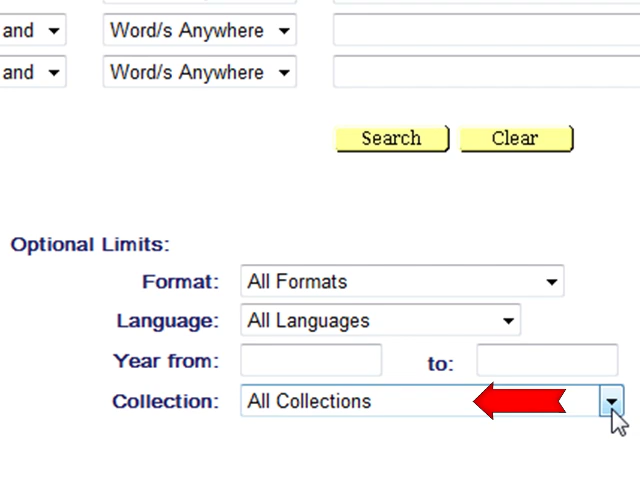 and Word/s Anywhere
and Word/s Anywhere
Search Clear
Optional Limits:
Format: All Formats
Language: All Languages
Year from: to:
Collection: All Collections